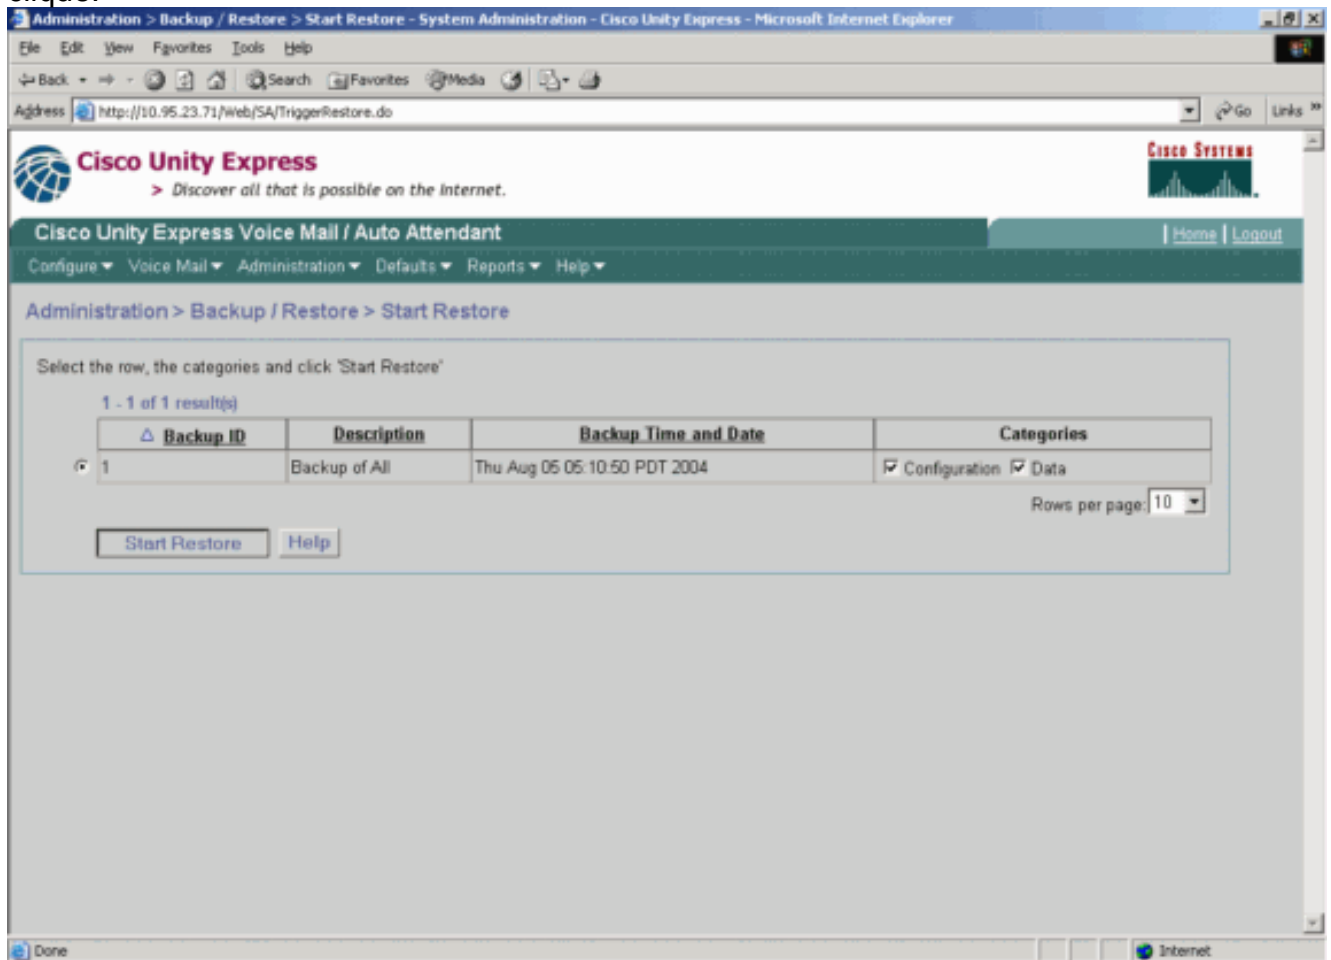 clique.
Administration > Backup / Restore > Start Restore - System Administration - Cisco Unity Express - Microsoft Internet Explorer
File Edit View Favorites Tools Help
Back Search Favorites Media
Address http://10.95.23.71/Web/SA/TriggerRestore.do Go Links »
Cisco Unity Express
> Discover all that is possible on the Internet.
CISCO SYSTEMS
Cisco Unity Express Voice Mail / Auto Attendant
| Home | Logout
Configure Voice Mail Administration Defaults Reports Help
Administration > Backup / Restore > Start Restore
Select the row, the categories and click 'Start Restore'
1 - 1 of 1 result(s)
Backup ID Description Backup Time and Date Categories
1 Backup of All Thu Aug 05 05:10:50 PDT 2004 Configuration Data
Rows per page: 10
Start Restore Help
Done Internet